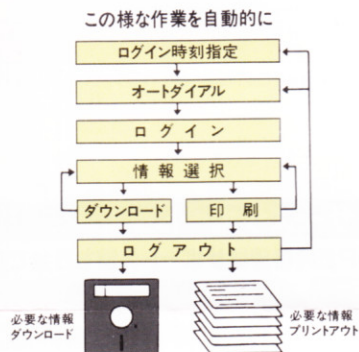 この様な作業を自動的に
ログイン時刻指定
オートダイアル
ログイン
情報選択
ダウンロード
印刷
ログアウト
必要な情報
ダウンロード
必要な情報
プリントアウト